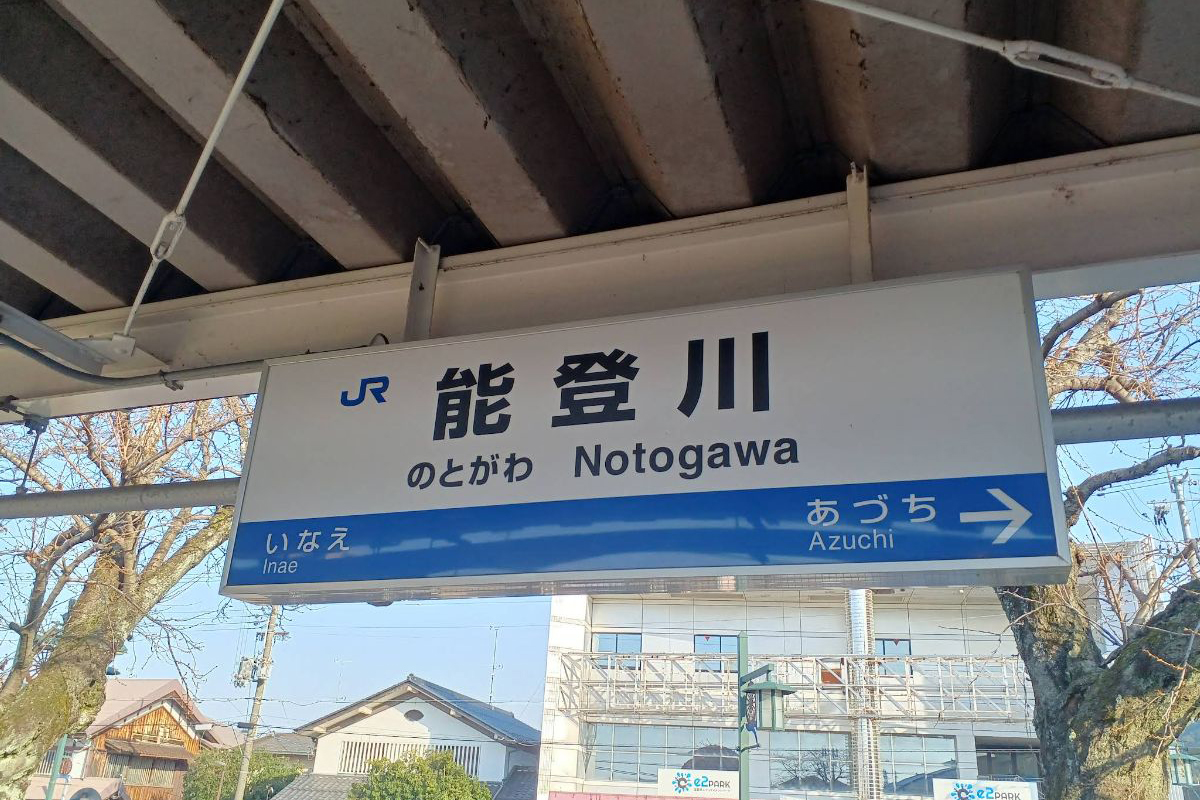 JR 能登川
のとがわ Notogawa
いなえ
Inae
あづち →
Azuchi
e2PARK
e2PARK